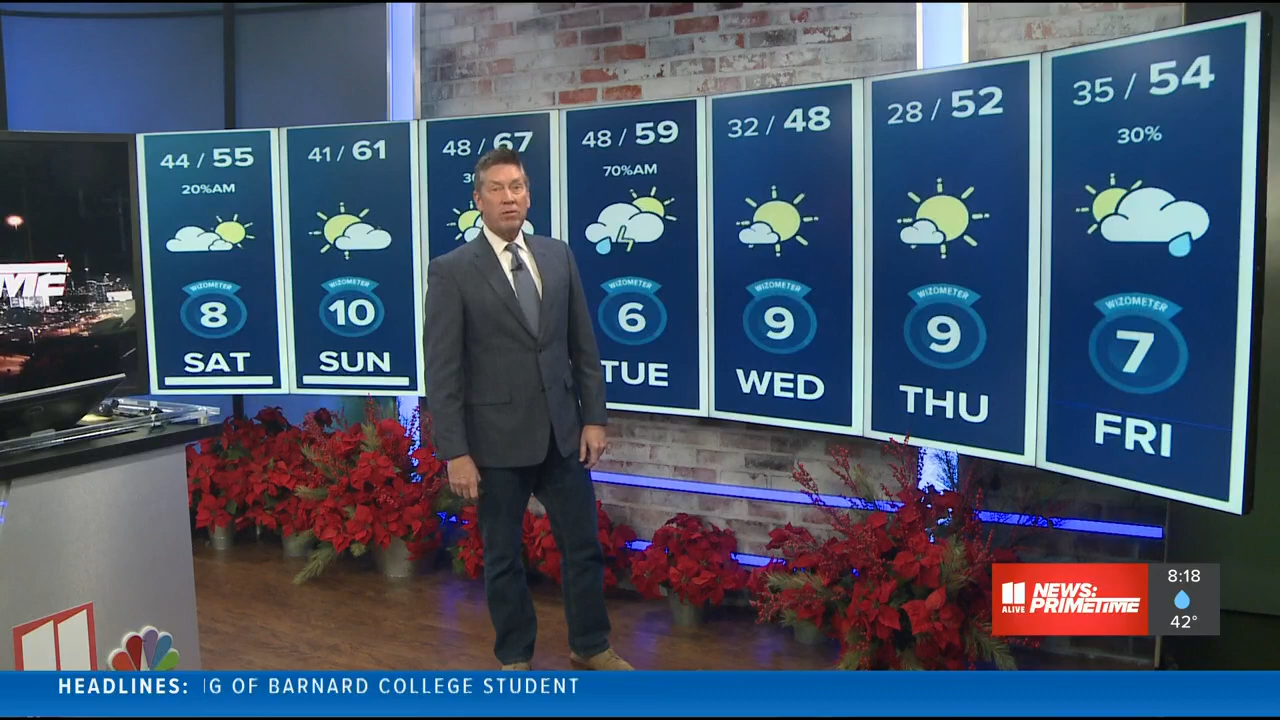 44 / 55
20%AM
WIZOMETER
8
SAT
41 / 61
WIZOMETER
10
SUN
48 / 67
48 / 59
70%AM
WIZOMETER
6
TUE
32 / 48
WIZOMETER
9
WED
28 / 52
WIZOMETER
9
THU
35 / 54
30%
WIZOMETER
7
FRI
11
ALIVE
NEWS:
PRIMETIME
8:18
42°
11
HEADLINES: IG OF BARNARD COLLEGE STUDENT